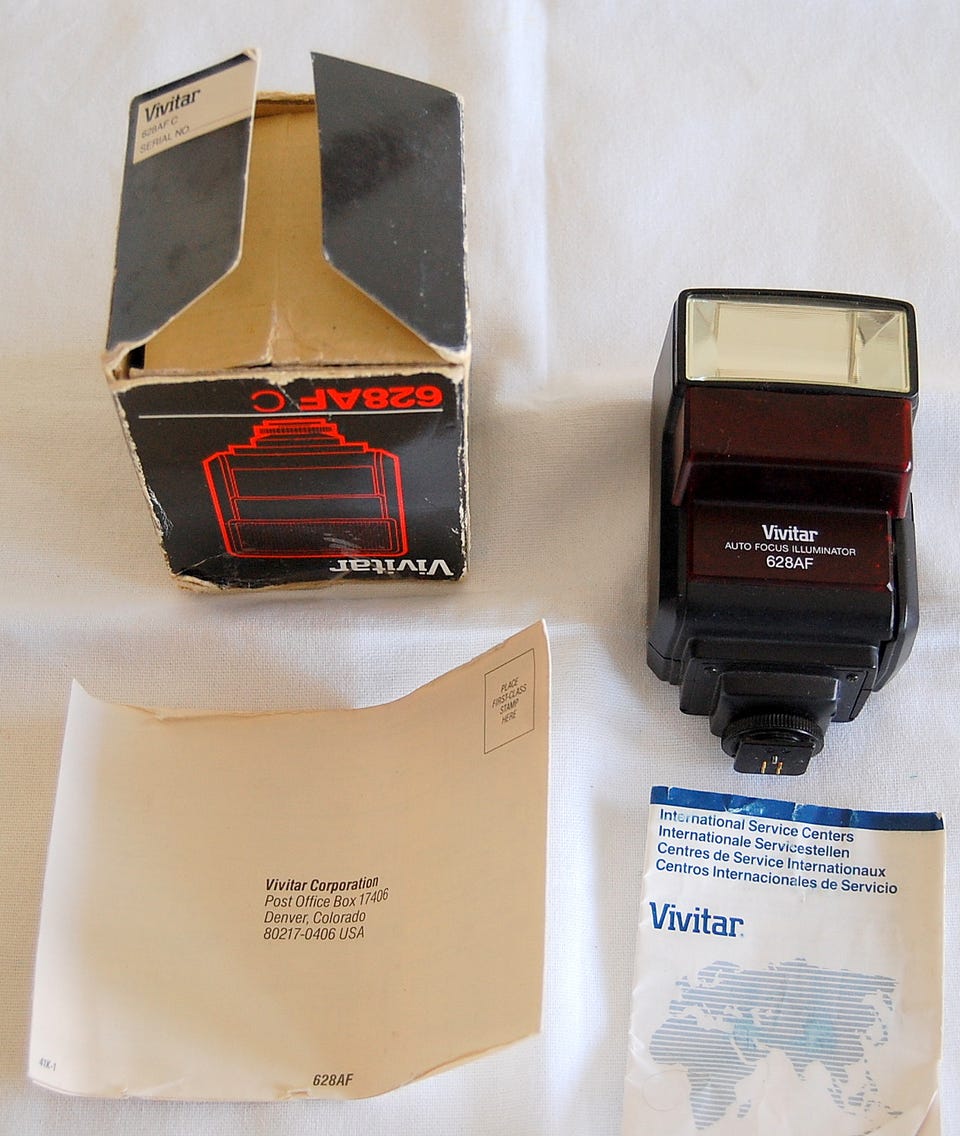 Vivitar
628AF C
SERIAL NO.
628AF C
Vivitar
Vivitar
AUTO FOCUS ILLUMINATOR
628AF
PLACE
FIRST-CLASS
STAMP
HERE
Vivitar Corporation
Post Office Box 17406
Denver, Colorado
80217-0406 USA
41K-1
628AF
International Service Centers
Internationale Servicestellen
Centres de Service Internationaux
Centros Internacionales de Servicio
Vivitar